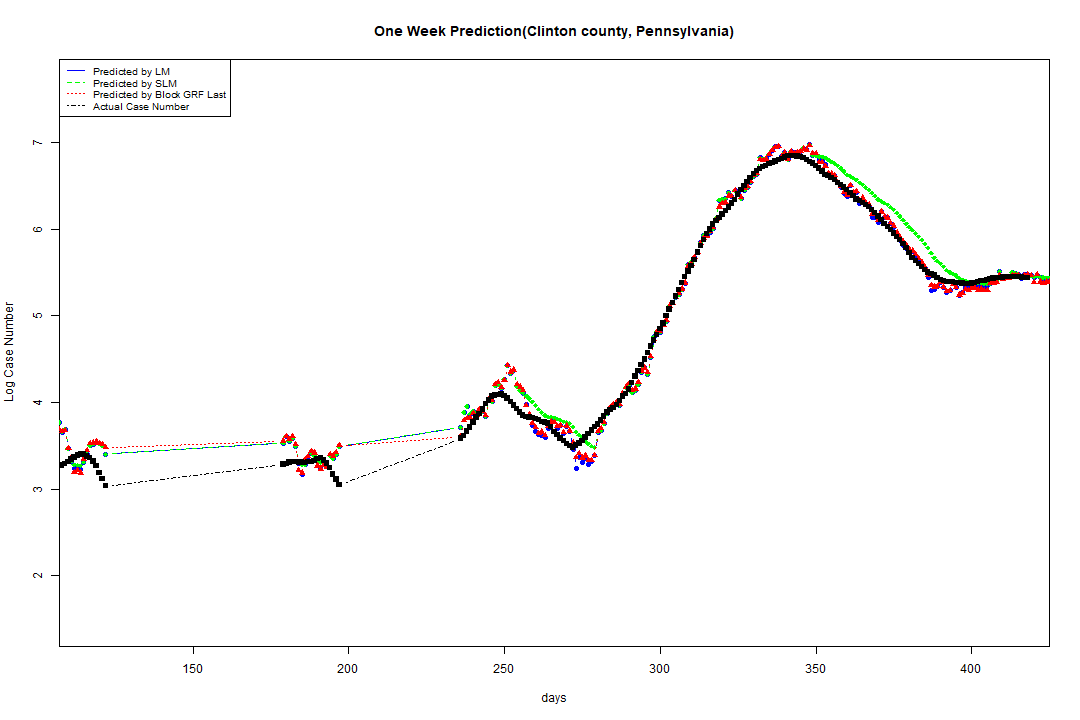 One Week Prediction(Clinton county, Pennsylvania)
Predicted by LM
Predicted by SLM
Predicted by Block GRF Last
Actual Case Number
7
6
5
4
3
2
Log Case Number
150 200 250 300 350 400
days